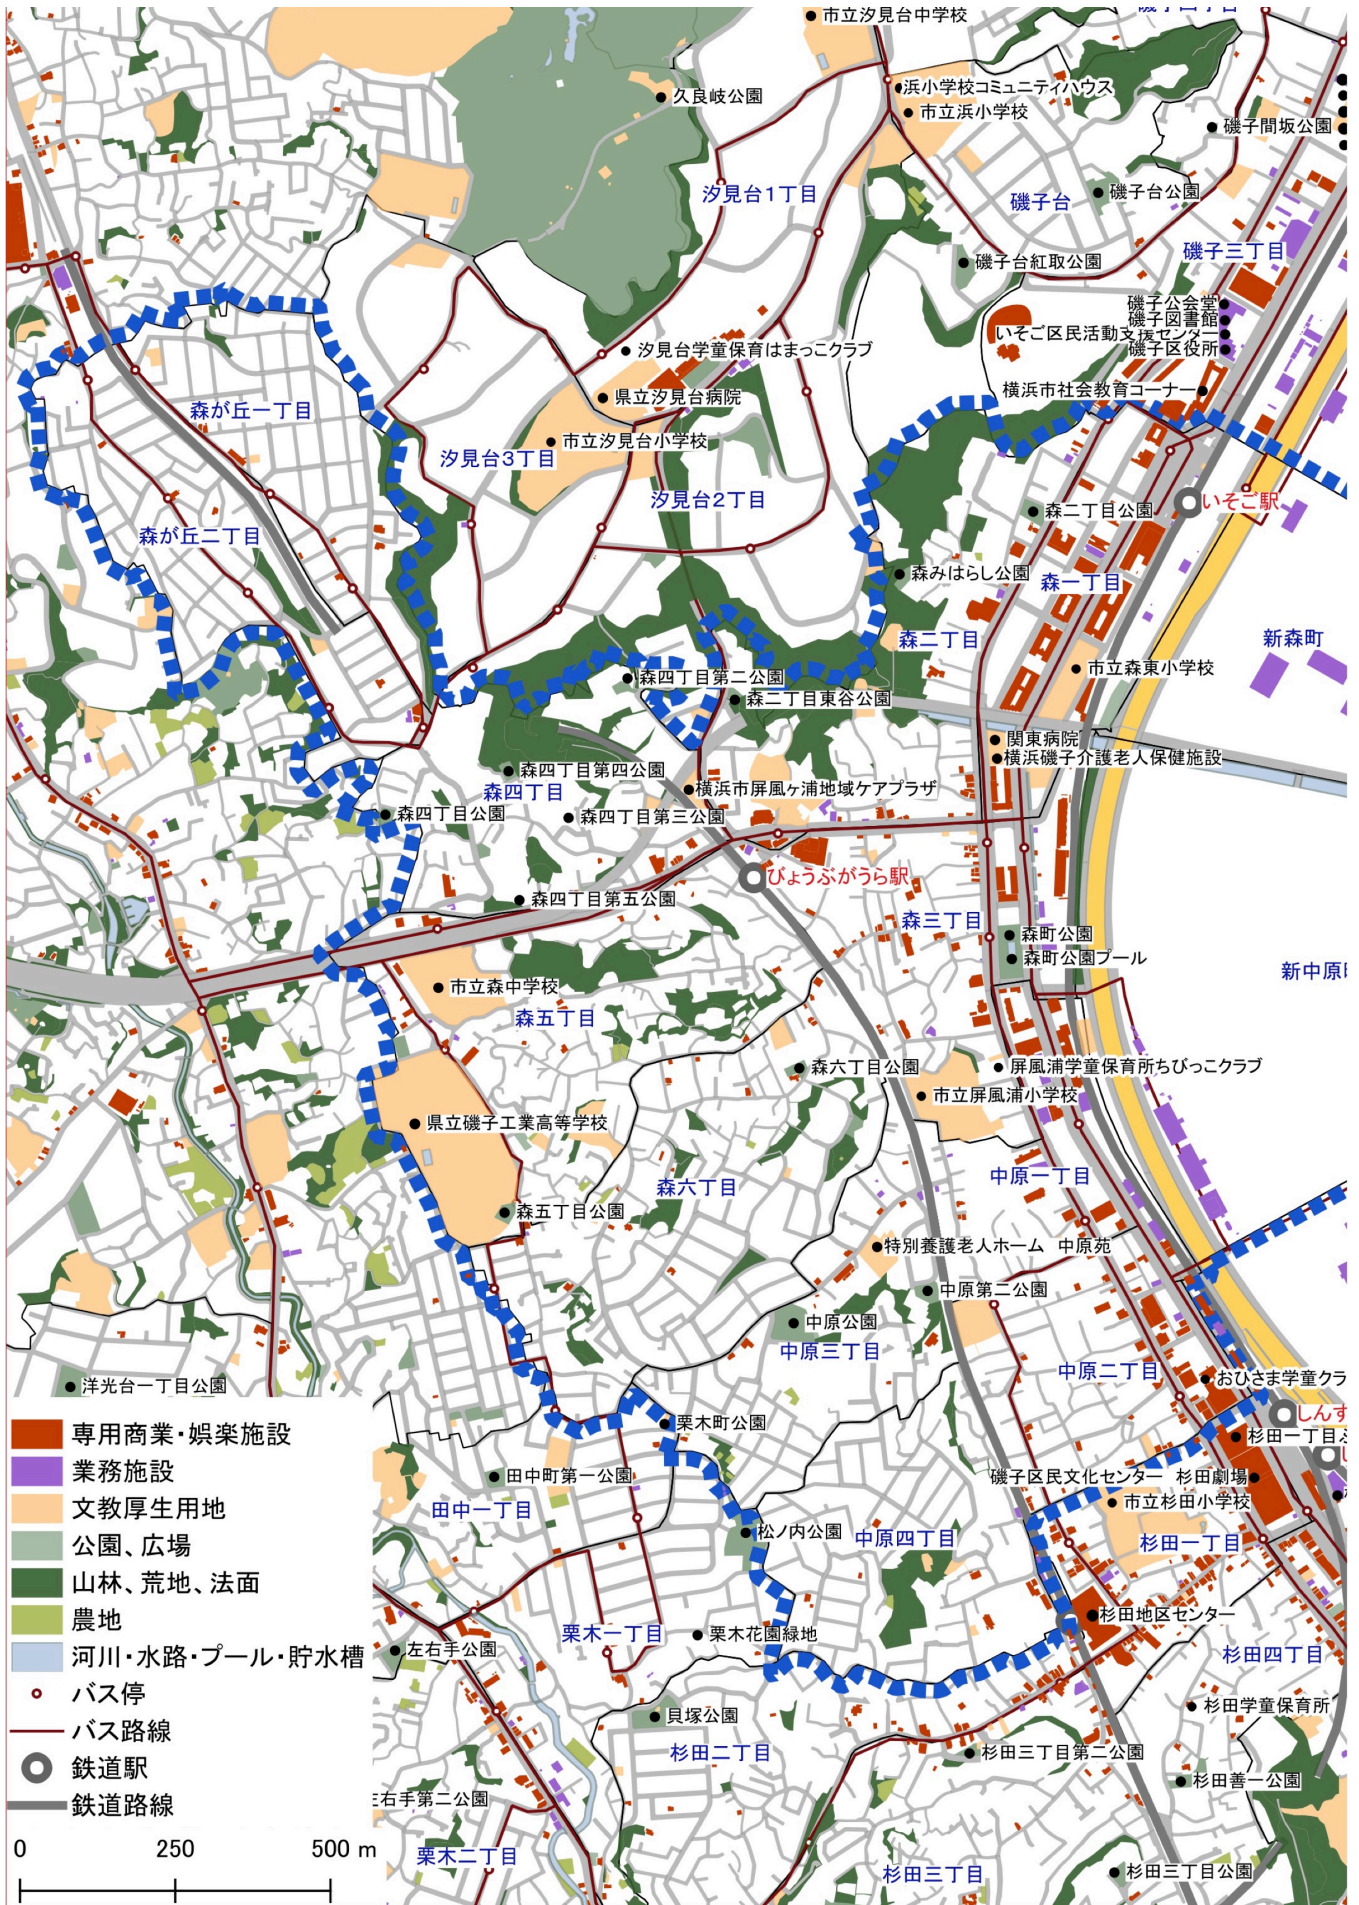 市立汐見台中学校
久良岐公園
浜小学校コミュニティハウス
市立浜小学校
磯子間坂公園
汐見台1丁目
磯子台
磯子台公園
磯子台紅取公園
磯子三丁目
磯子公会堂
磯子図書館
いそご区民活動支援センター
磯子区役所
汐見台学童保育はまっこクラブ
横浜市社会教育コーナー
県立汐見台病院
森が丘一丁目
市立汐見台小学校
汐見台3丁目
汐見台2丁目
いそご駅
森二丁目公園
森が丘二丁目
森みはらし公園
森一丁目
森二丁目
新森町
市立森東小学校
森四丁目第二公園
森二丁目東谷公園
関東病院
横浜磯子介護老人保健施設
森四丁目第四公園
森四丁目
横浜市屏風ヶ浦地域ケアプラザ
森四丁目公園
森四丁目第三公園
びょうぶがうら駅
森四丁目第五公園
森三丁目
森町公園
森町公園プール
新中原
市立森中学校
森五丁目
森六丁目公園
屏風浦学童保育所ちびっこクラブ
市立屏風浦小学校
県立磯子工業高等学校
中原一丁目
森六丁目
森五丁目公園
特別養護老人ホーム 中原苑
中原第二公園
中原公園
中原三丁目
中原二丁目
おひさま学童クラ
洋光台一丁目公園
しんす
栗木町公園
杉田一丁目
専用商業・娯楽施設
業務施設
文教厚生用地
公園、広場
山林、荒地、法面
農地
河川・水路・プール・貯水槽
バス停
バス路線
鉄道駅
鉄道路線
0 250 500 m
田中町第一公園
磯子区民文化センター 杉田劇場
市立杉田小学校
田中一丁目
松ノ内公園
中原四丁目
杉田一丁目
杉田地区センター
栗木一丁目
栗木花園緑地
左右手公園
杉田四丁目
杉田学童保育所
貝塚公園
杉田二丁目
杉田三丁目第二公園
杉田善一公園
右手第二公園
栗木二丁目
杉田三丁目
杉田三丁目公園